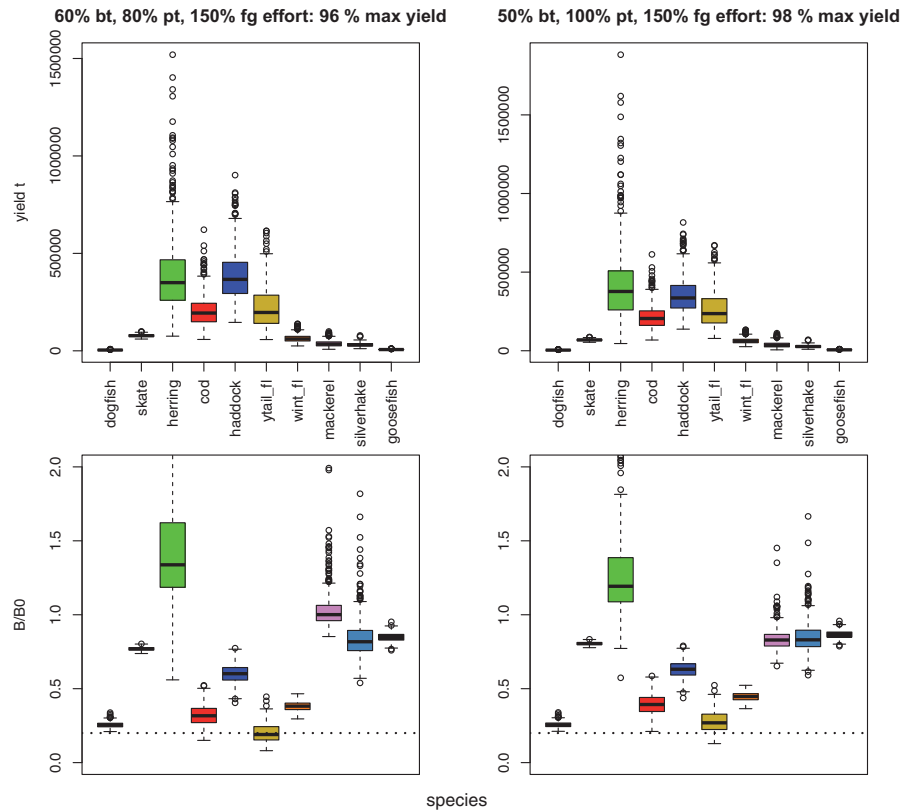 60% bt, 80% pt, 150% fg effort: 96 % max yield
50% bt, 100% pt, 150% fg effort: 98 % max yield
yield t
1500000
1000000
500000
0
1500000
1000000
500000
0
dogfish
skate
herring
cod
haddock
ytail_fl
wint_fl
mackerel
silverhake
goosefish
dogfish
skate
herring
cod
haddock
ytail_fl
wint_fl
mackerel
silverhake
goosefish
B/B0
2.0
1.5
1.0
0.5
0.0
2.0
1.5
1.0
0.5
0.0
species